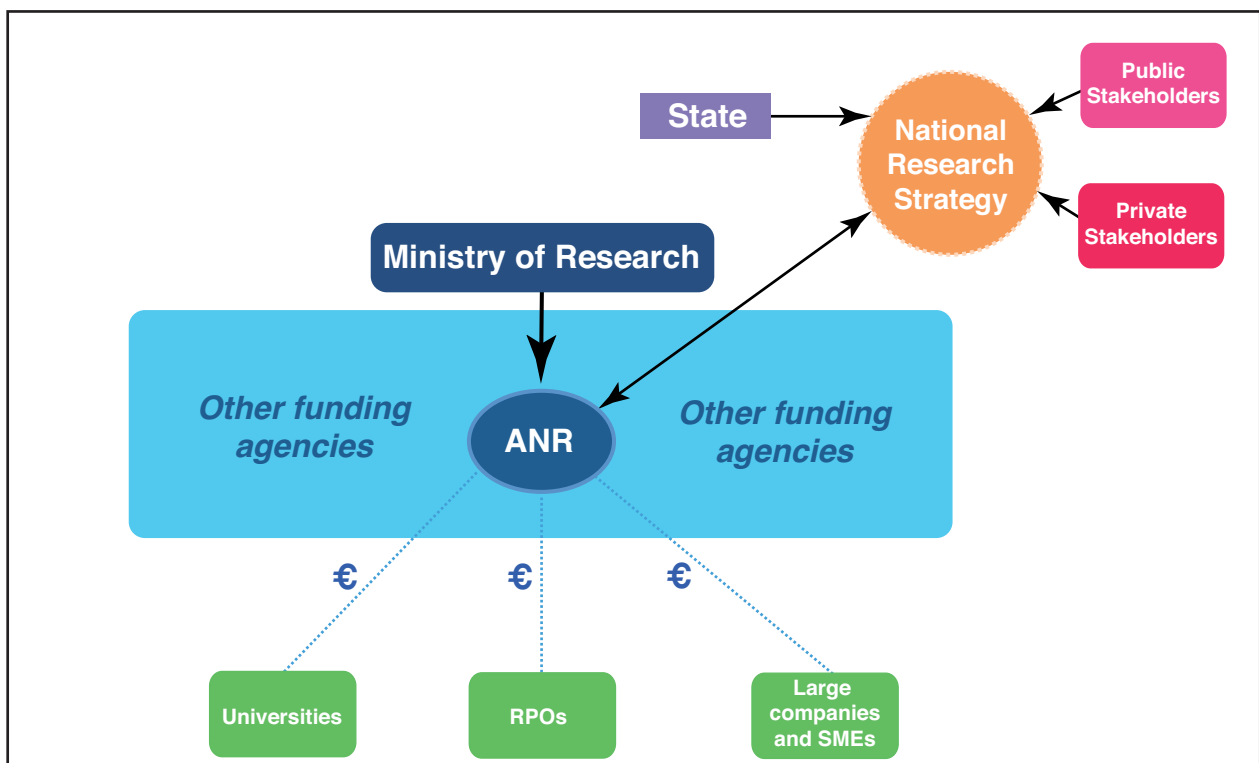 Public
Stakeholders
State
National
Research
Strategy
Private
Stakeholders
Ministry of Research
Other funding
agencies
ANR
Other funding
agencies
€
€
€
Universities
RPOs
Large
companies
and SMEs